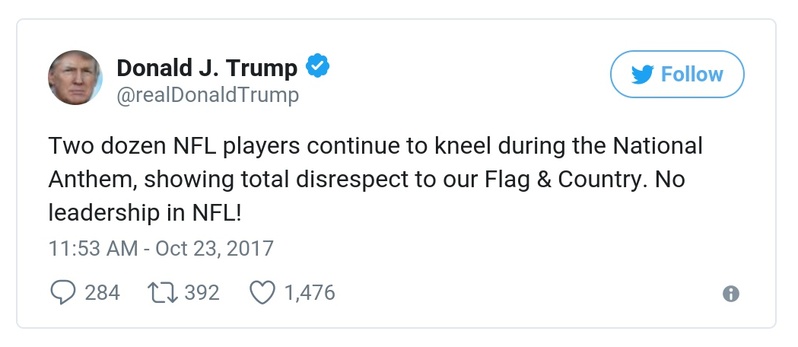 Donald J. Trump
@realDonaldTrump
Follow
Two dozen NFL players continue to kneel during the National
Anthem, showing total disrespect to our Flag & Country. No
leadership in NFL!
11:53 AM - Oct 23, 2017
284 392 1,476